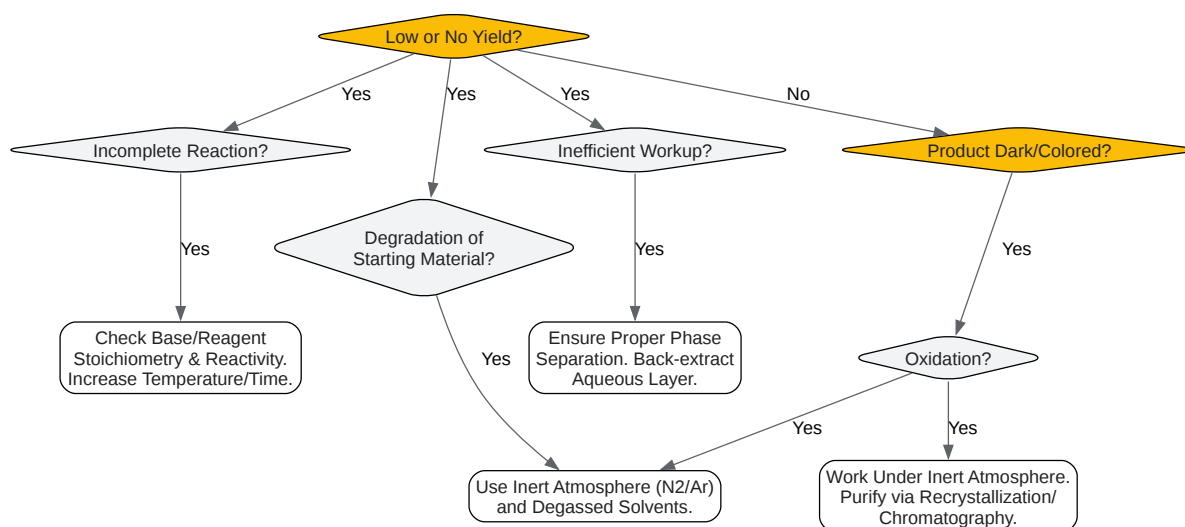 Low or No Yield?
Yes
Yes
Yes
No
Incomplete Reaction?
Inefficient Workup?
Product Dark/Colored?
Degradation of
Starting Material?
Yes
Yes
Yes
Check Base/Reagent
Stoichiometry & Reactivity.
Increase Temperature/Time.
Yes
Ensure Proper Phase
Separation. Back-extract
Aqueous Layer.
Oxidation?
Yes
Yes
Use Inert Atmosphere (N2/Ar)
and Degassed Solvents.
Work Under Inert Atmosphere.
Purify via Recrystallization/
Chromatography.